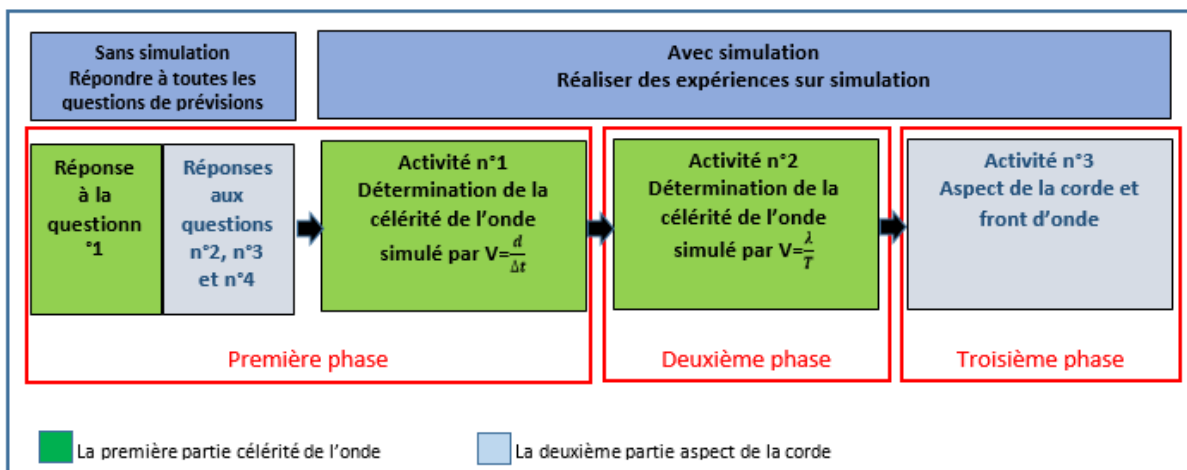 Sans simulation
Répondre à toutes les
questions de prévisions
Avec simulation
Réaliser des expériences sur simulation
Réponse
à la
questionn
°1
Réponses
aux
questions
n°2, n°3
et n°4
Activité n°1
Détermination de la
célérité de l'onde
simulé par V=d/Δt
Activité n°2
Détermination de la
célérité de l'onde
simulé par V=λ/T
Activité n°3
Aspect de la corde et
front d'onde
Première phase
Deuxième phase
Troisième phase
La première partie célérité de l'onde
La deuxième partie aspect de la corde